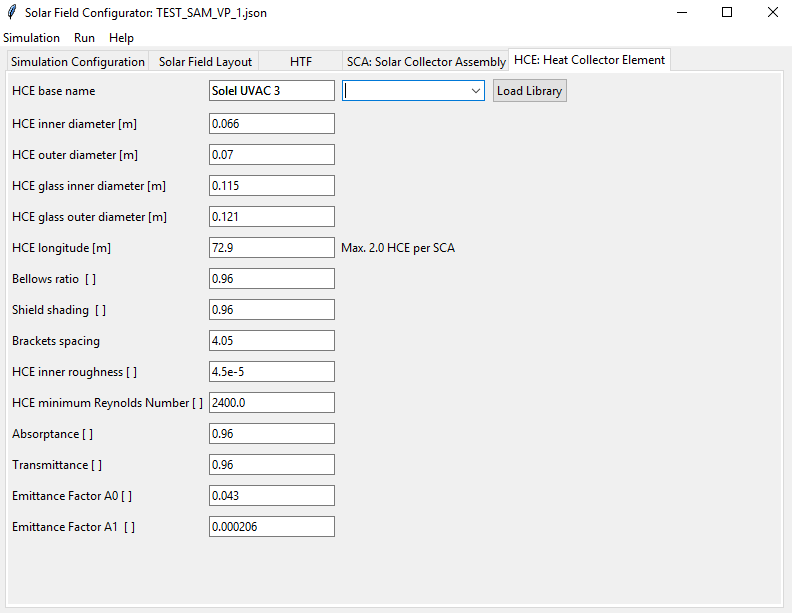 Solar Field Configurator: TEST_SAM_VP_1.json
Simulation Run Help
Simulation Configuration Solar Field Layout HTF SCA: Solar Collector Assembly HCE: Heat Collector Element
HCE base name Solel UVAC 3 Load Library
HCE inner diameter [m] 0.066
HCE outer diameter [m] 0.07
HCE glass inner diameter [m] 0.115
HCE glass outer diameter [m] 0.121
HCE longitude [m] 72.9 Max. 2.0 HCE per SCA
Bellows ratio [ ] 0.96
Shield shading [ ] 0.96
Brackets spacing 4.05
HCE inner roughness [ ] 4.5e-5
HCE minimum Reynolds Number [ ] 2400.0
Absorptance [ ] 0.96
Transmittance [ ] 0.96
Emittance Factor A0 [ ] 0.043
Emittance Factor A1 [ ] 0.000206